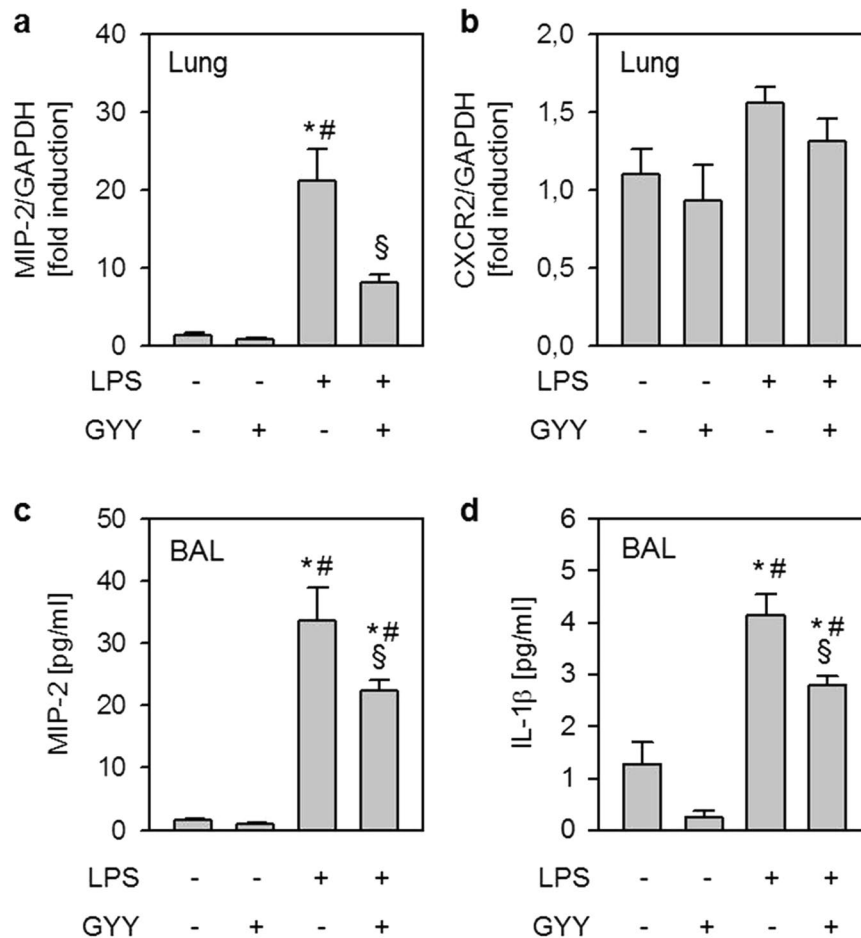 a
MIP-2/GAPDH
[fold induction]
40
30
20
10
0
Lung
*#
§
LPS - - + +
GYY - + - +
b
CXCR2/GAPDH
[fold induction]
2,0
1,5
1,0
0,5
0,0
Lung
LPS - - + +
GYY - + - +
c
MIP-2 [pg/ml]
50
40
30
20
10
0
BAL
*#
*#
§
LPS - - + +
GYY - + - +
d
IL-1β [pg/ml]
6
5
4
3
2
1
0
BAL
*#
*#
§
LPS - - + +
GYY - + - +